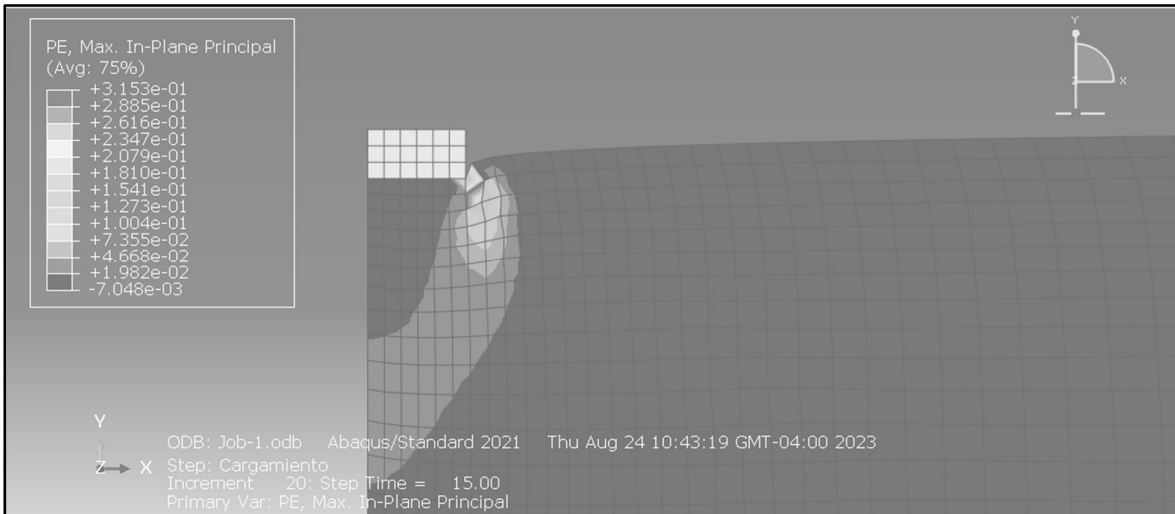 PE, Max. In-Plane Principal
(Avg: 75%)
+3.153e-01
+2.885e-01
+2.616e-01
+2.347e-01
+2.079e-01
+1.810e-01
+1.541e-01
+1.273e-01
+1.004e-01
+7.355e-02
+4.668e-02
+1.982e-02
-7.048e-03
Y
Z X
Y
Z X
ODB: Job-1.odb Abaqus/Standard 2021 Thu Aug 24 10:43:19 GMT-04:00 2023
Step: Cargamiento
Increment 20: Step Time = 15.00
Primary Var: PE, Max. In-Plane Principal